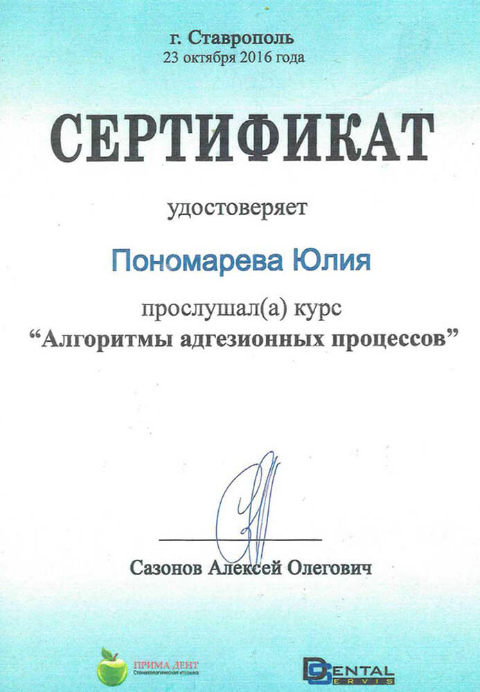 г. Ставрополь
23 октября 2016 года
СЕРТИФИКАТ
удостоверяет
Пономарева Юлия
прослушал(а) курс
“Алгоритмы адгезионных процессов”
Сазонов Алексей Олегович
ПРИМА ДЕНТ
Стоматологическая клиника
DENTAL
SERVIS